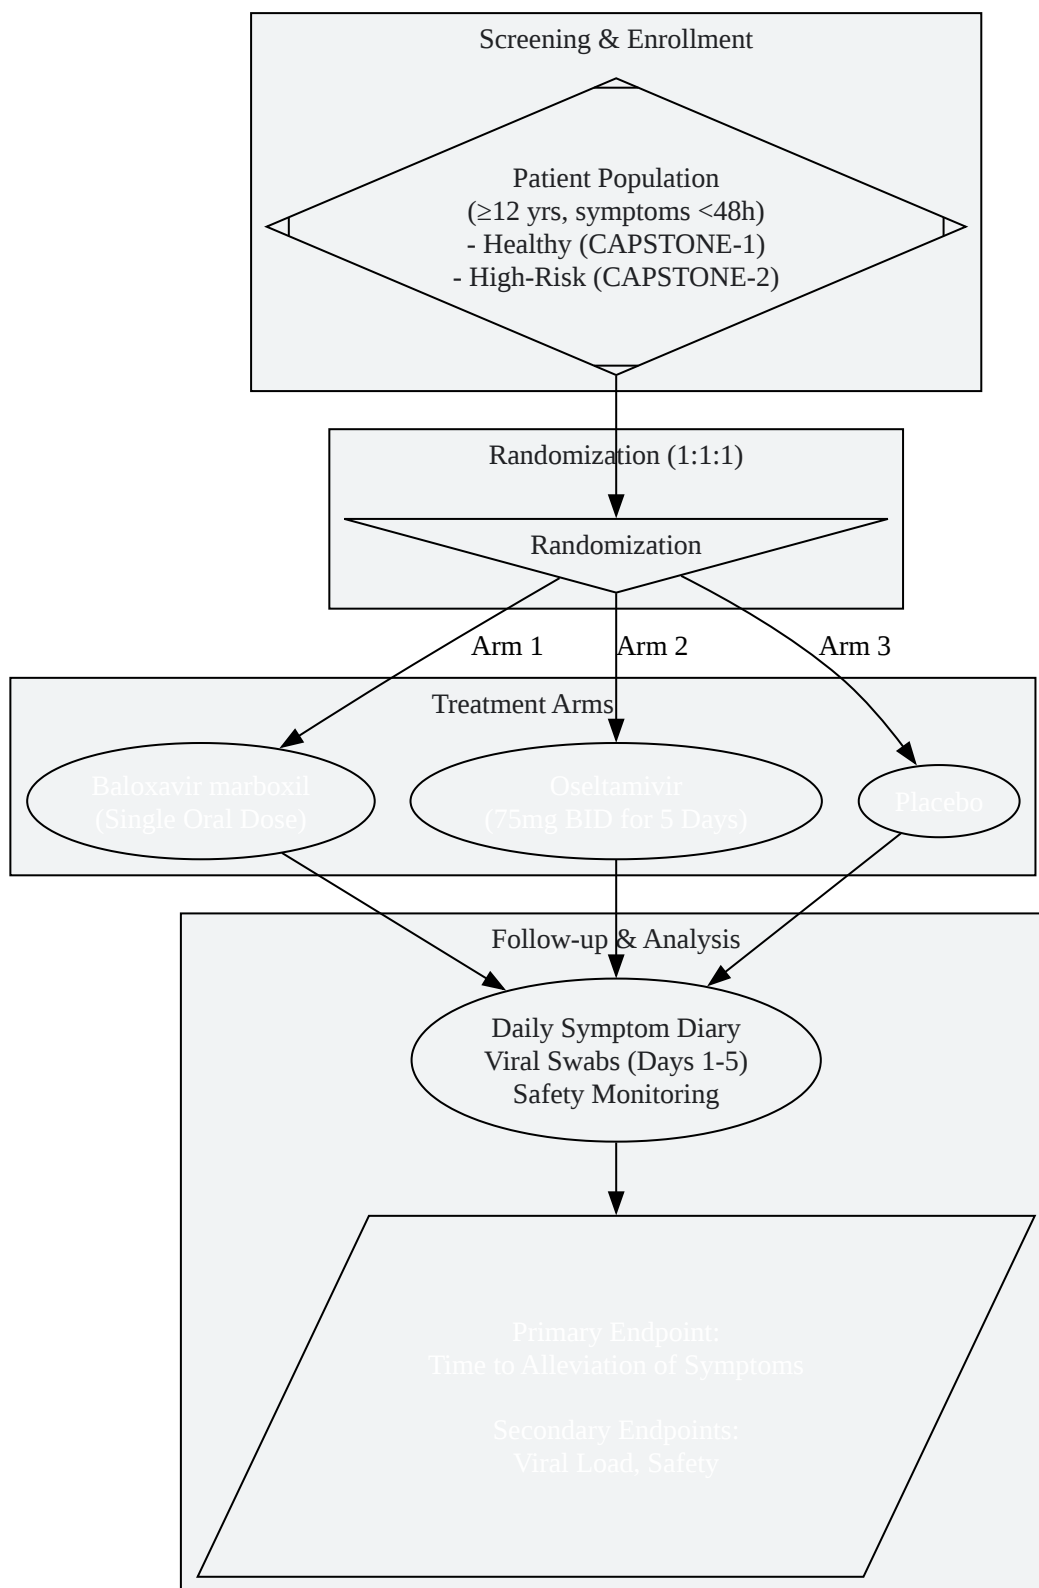 Screening & Enrollment
Patient Population
(≥12 yrs, symptoms <48h)
- Healthy (CAPSTONE-1)
- High-Risk (CAPSTONE-2)
Randomization (1:1:1)
Randomization
Arm 1
Arm 2
Arm 3
Treatment Arms
Baloxavir marboxil
(Single Oral Dose)
Oseltamivir
(75mg BID for 5 Days)
Placebo
Follow-up & Analysis
Daily Symptom Diary
Viral Swabs (Days 1-5)
Safety Monitoring
Primary Endpoint:
Time to Alleviation of Symptoms
Secondary Endpoints:
Viral Load, Safety